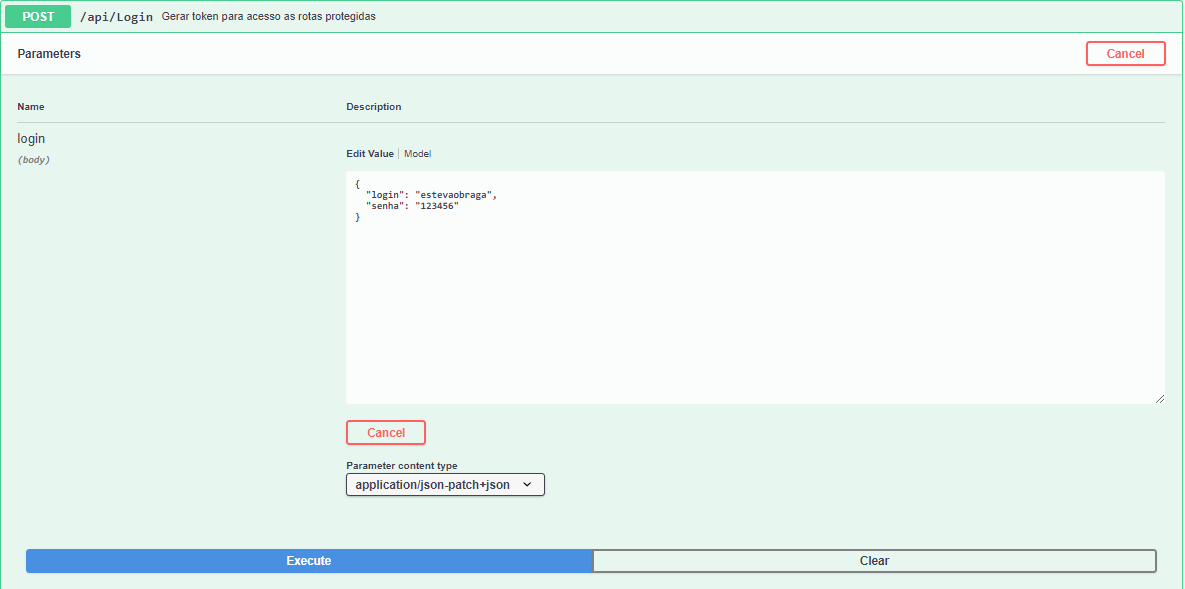 POST /api/Login Gerar token para acesso as rotas protegidas
Parameters Cancel
Name Description
login
(body)
Edit Value | Model
{
  "login": "estevaobraga",
  "senha": "123456"
}
Cancel
Parameter content type
application/json-patch+json
Execute Clear